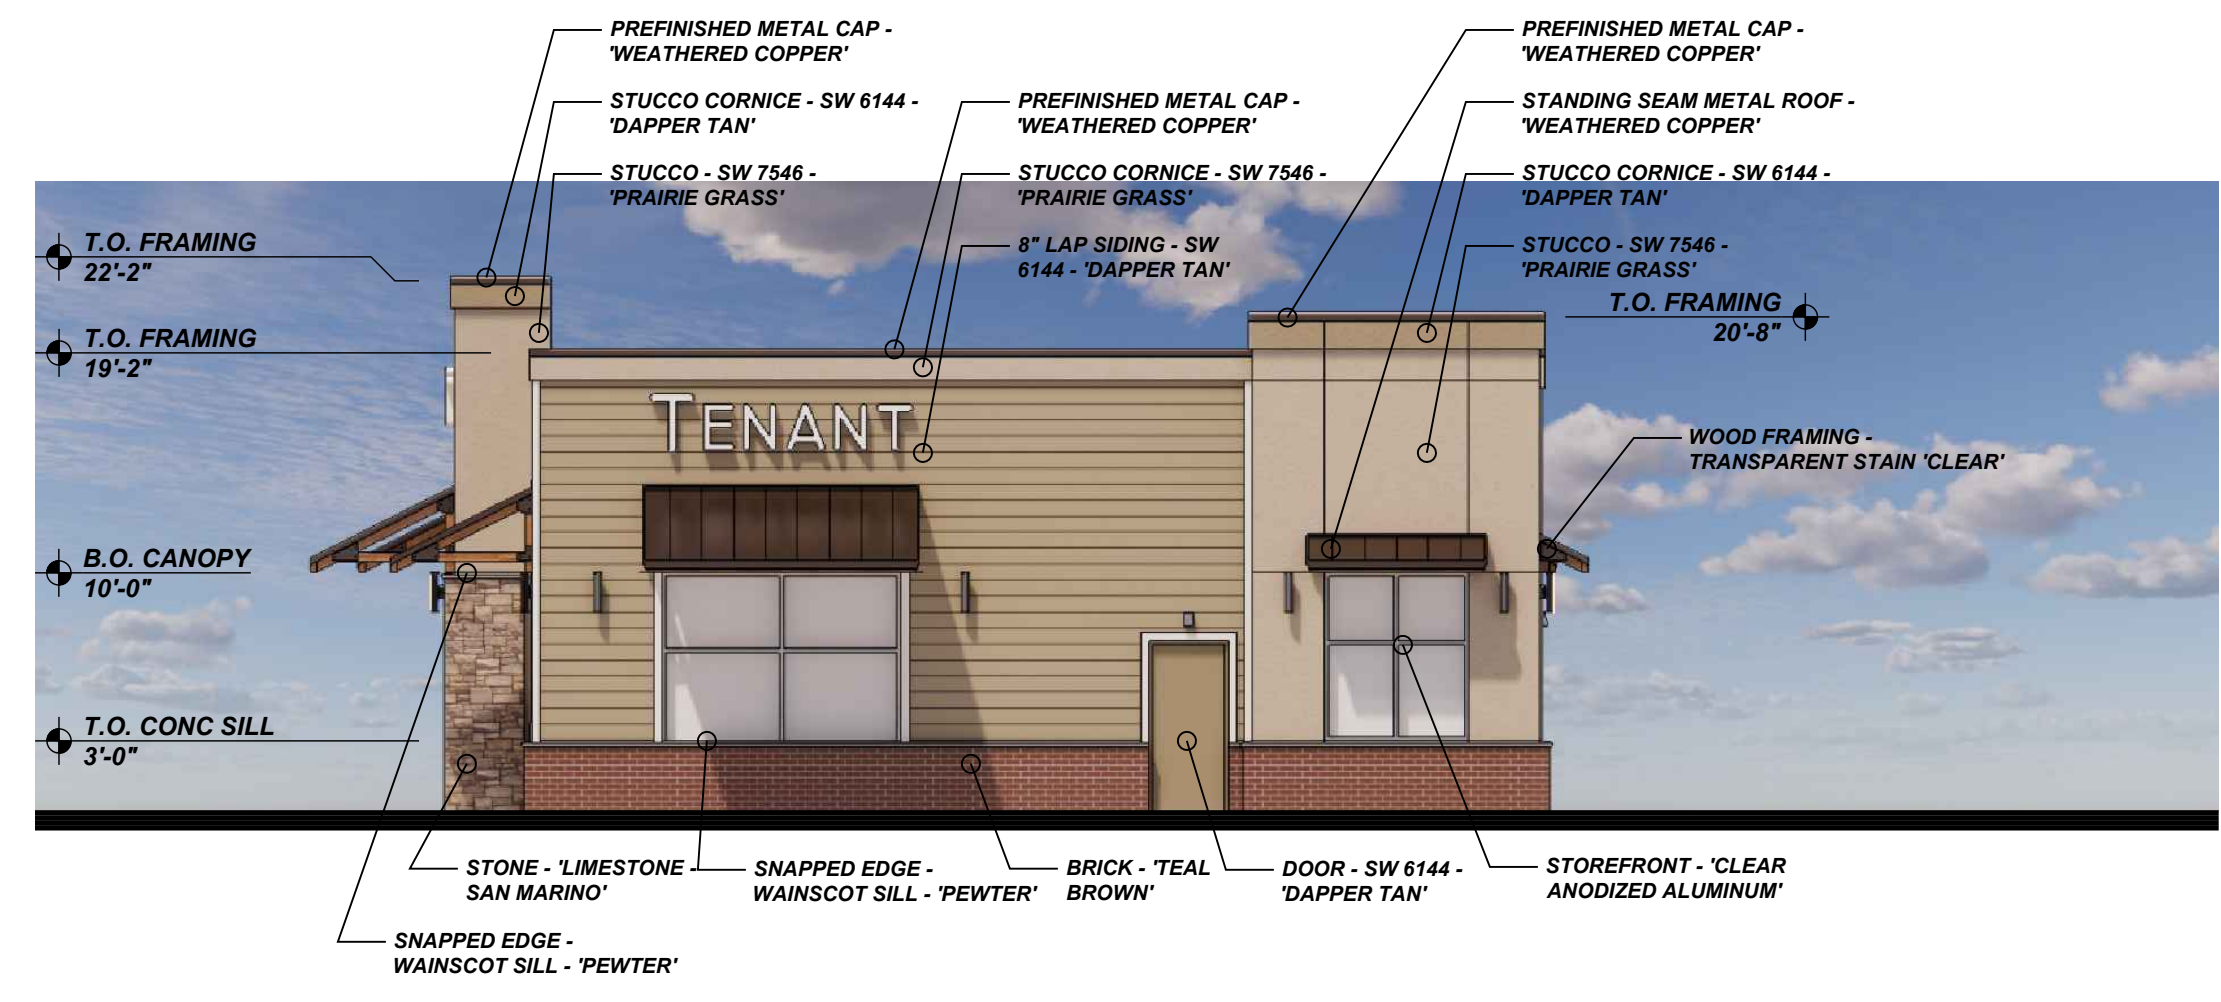 PREFINISHED METAL CAP -
'WEATHERED COPPER'
STUCCO CORNICE - SW 6144 -
'DAPPER TAN'
STUCCO - SW 7546 -
'PRAIRIE GRASS'
PREFINISHED METAL CAP -
'WEATHERED COPPER'
STUCCO CORNICE - SW 7546 -
'PRAIRIE GRASS'
8" LAP SIDING - SW
6144 - 'DAPPER TAN'
PREFINISHED METAL CAP -
'WEATHERED COPPER'
STANDING SEAM METAL ROOF -
'WEATHERED COPPER'
STUCCO CORNICE - SW 6144 -
'DAPPER TAN'
STUCCO - SW 7546 -
'PRAIRIE GRASS'
T.O. FRAMING
22'-2"
T.O. FRAMING
19'-2"
B.O. CANOPY
10'-0"
T.O. CONC SILL
3'-0"
T.O. FRAMING
20'-8"
TENANT
WOOD FRAMING -
TRANSPARENT STAIN 'CLEAR'
STONE - 'LIMESTONE -
SAN MARINO'
SNAPPED EDGE -
WAINSCOT SILL - 'PEWTER'
BRICK - 'TEAL
BROWN'
DOOR - SW 6144 -
'DAPPER TAN'
STOREFRONT - 'CLEAR
ANODIZED ALUMINUM'
SNAPPED EDGE -
WAINSCOT SILL - 'PEWTER'